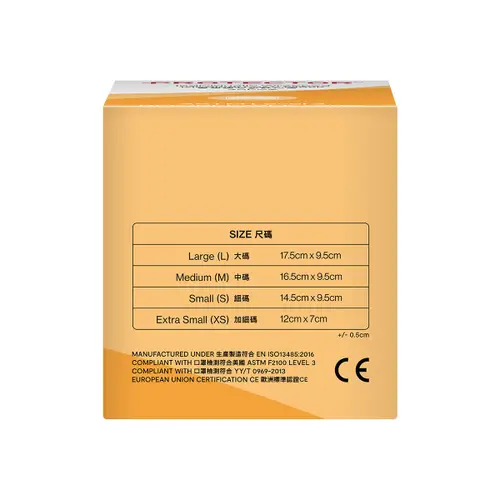 PROTECTOR
SIZE 尺碼
Large (L) 大碼 17.5cm x 9.5cm
Medium (M) 中碼 16.5cm x 9.5cm
Small (S) 細碼 14.5cm x 9.5cm
Extra Small (XS) 加細碼 12cm x 7cm
+/- 0.5cm
MANUFACTURED UNDER 生產製造符合 EN ISO13485:2016
COMPLIANT WITH 口罩檢測符合美國 ASTM F2100 LEVEL 3
COMPLIANT WITH 口罩檢測符合 YY/T 0969-2013
EUROPEAN UNION CERTIFICATION CE 歐洲標準認證CE
CE